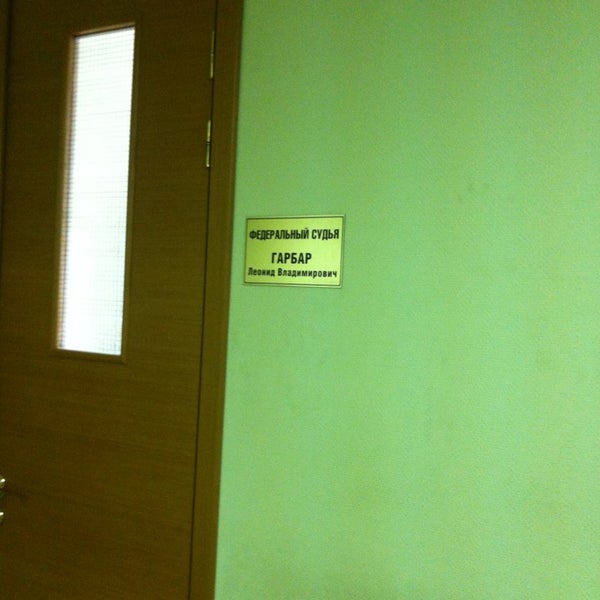 ФЕДЕРАЛЬНЫЙ СУДЬЯ
ГАРБАР
Леонид Владимирович